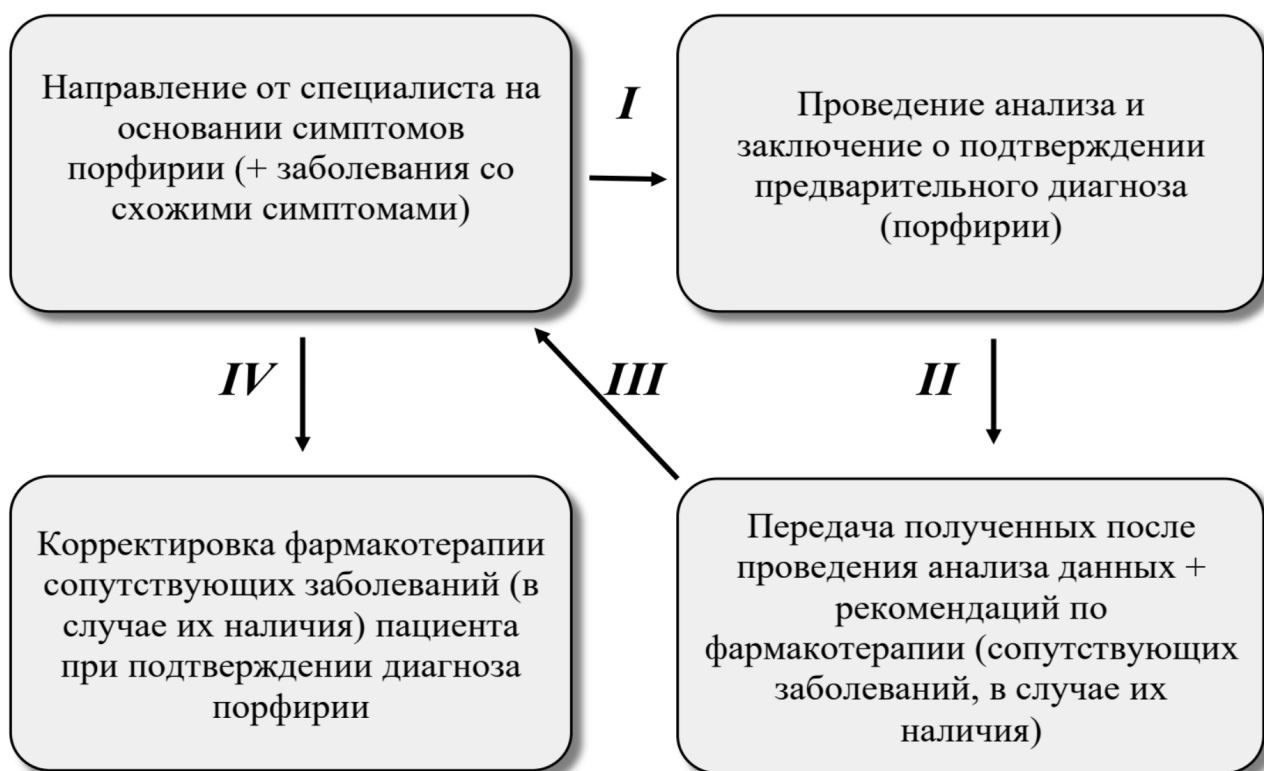 Направление от специалиста на
основании симптомов
порфирии (+ заболевания со
схожими симптомами)
I
Проведение анализа и
заключение о подтверждении
предварительного диагноза
(порфирии)
IV
III
II
Корректировка фармакотерапии
сопутствующих заболеваний (в
случае их наличия) пациента
при подтверждении диагноза
порфирии
Передача полученных после
проведения анализа данных +
рекомендаций по
фармакотерапии (сопутствующих
заболеваний, в случае их
наличия)